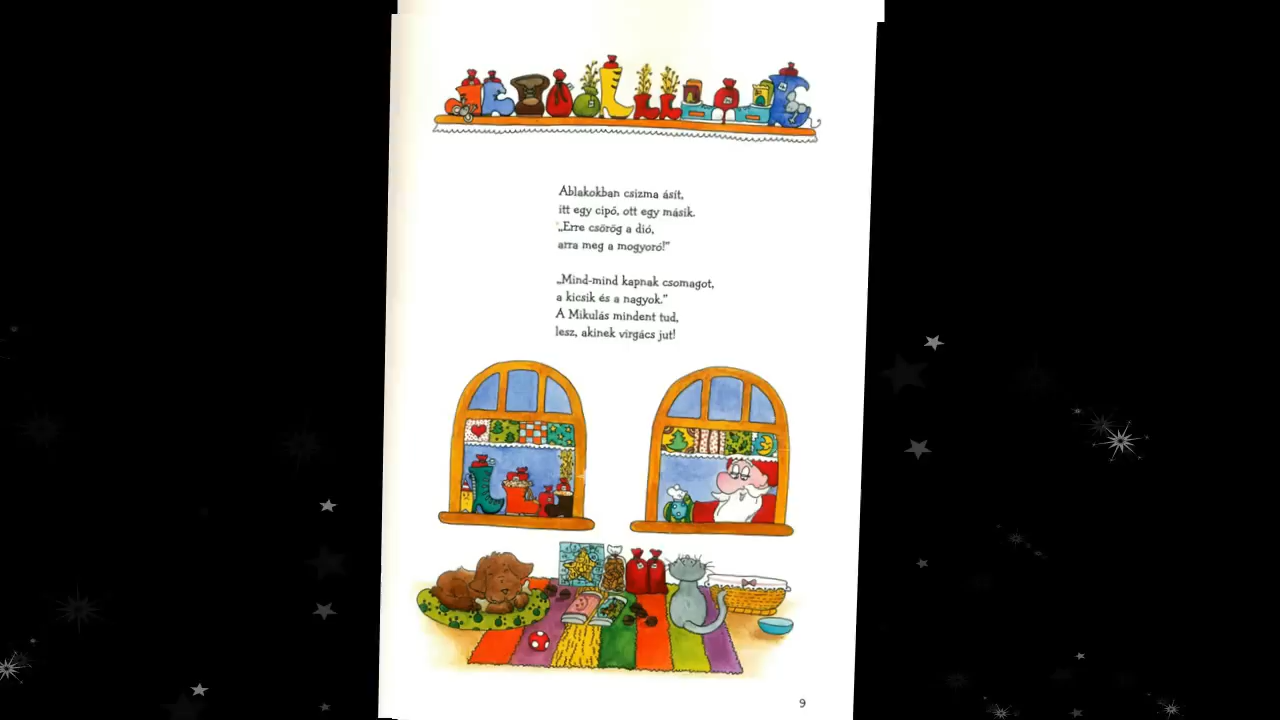 Ablakokban csizma ásít,
itt egy cipő, ott egy másik.
„Erre csörög a dió,
arra meg a mogyoró!”
„Mind-mind kapnak csomagot,
a kicsik és a nagyok.”
A Mikulás mindent tud,
lesz, akinek virgács jut!
9